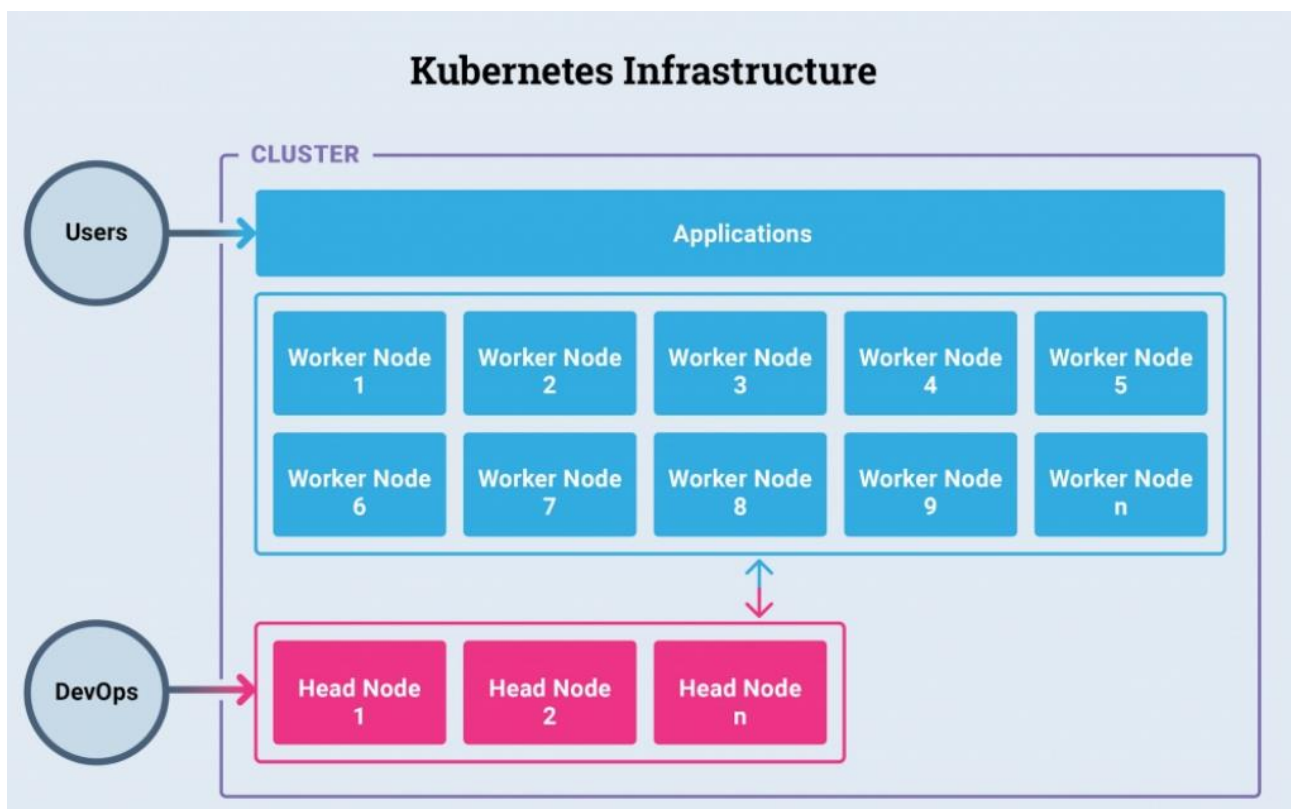 Kubernetes Infrastructure
CLUSTER
Users
Applications
Worker Node
1
Worker Node
2
Worker Node
3
Worker Node
4
Worker Node
5
Worker Node
6
Worker Node
7
Worker Node
8
Worker Node
9
Worker Node
n
DevOps
Head Node
1
Head Node
2
Head Node
n